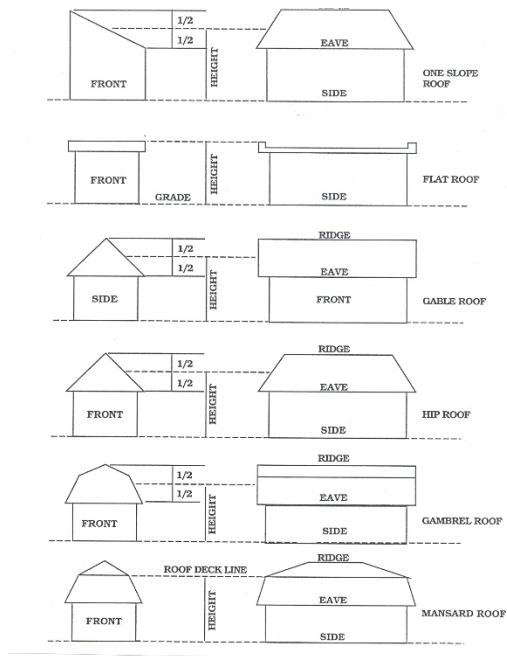 1/2
1/2
EAVE
FRONT
HEIGHT
SIDE
ONE SLOPE
ROOF
FRONT
HEIGHT
GRADE
SIDE
FLAT ROOF
RIDGE
1/2
1/2
EAVE
SIDE
HEIGHT
FRONT
GABLE ROOF
RIDGE
1/2
1/2
EAVE
FRONT
HEIGHT
SIDE
HIP ROOF
RIDGE
1/2
1/2
EAVE
FRONT
HEIGHT
SIDE
GAMBREL ROOF
RIDGE
ROOF DECK LINE
EAVE
FRONT
HEIGHT
SIDE
MANSARD ROOF